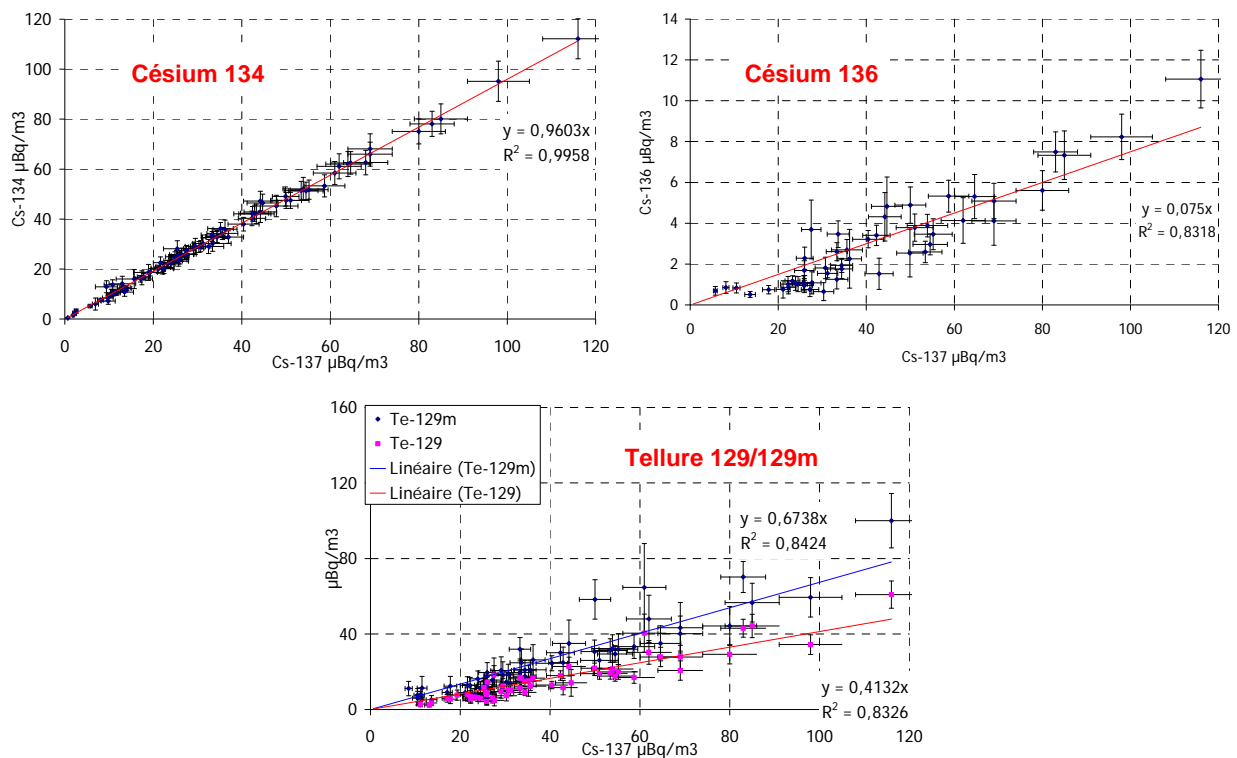 Césium 134
Cs-134 µBq/m3
120
100
80
60
40
20
0
y = 0,9603x
R² = 0,9958
0 20 40 60 80 100 120
Cs-137 µBq/m3
Césium 136
Cs-136 µBq/m3
14
12
10
8
6
4
2
0
y = 0,075x
R² = 0,8318
0 20 40 60 80 100 120
Cs-137 µBq/m3
Tellure 129/129m
Te-129m
Te-129
Linéaire (Te-129m)
Linéaire (Te-129)
µBq/m3
160
120
80
40
0
y = 0,6738x
R² = 0,8424
y = 0,4132x
R² = 0,8326
0 20 40 60 80 100 120
Cs-137 µBq/m3